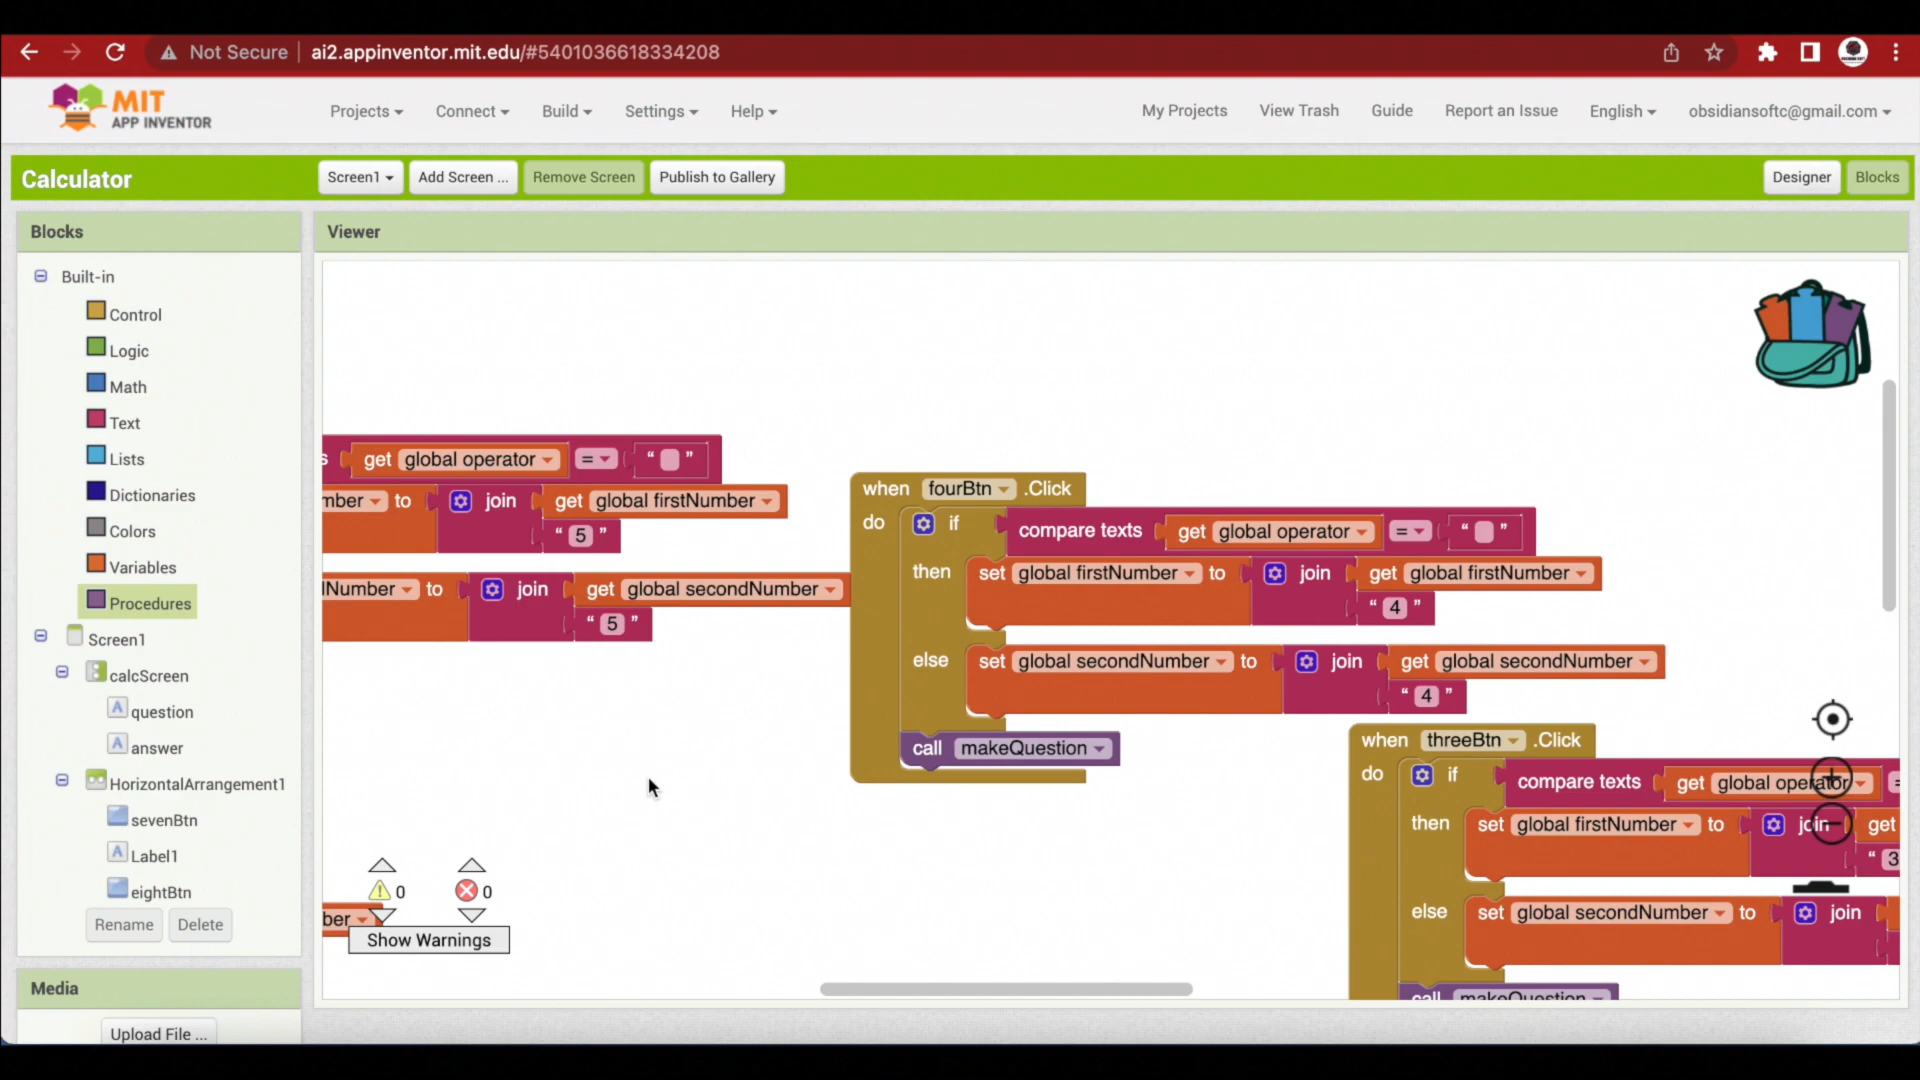 Not Secure | ai2.appinventor.mit.edu/#5401036618334208
MIT
APP INVENTOR
Projects
Connect
Build
Settings
Help
My Projects
View Trash
Guide
Report an Issue
English
obsidiansoftc@gmail.com
Calculator
Screen1
Add Screen ...
Remove Screen
Publish to Gallery
Designer
Blocks
Blocks
Built-in
Control
Logic
Math
Text
Lists
Dictionaries
Colors
Variables
Procedures
Screen1
calcScreen
question
answer
HorizontalArrangement1
sevenBtn
Label1
eightBtn
Rename
Delete
Media
Upload File ...
Viewer
s get global operator = “ ”
mber to join get global firstNumber
“ 5 ”
lNumber to join get global secondNumber
“ 5 ”
ber
when fourBtn .Click
do if compare texts get global operator = “ ”
then set global firstNumber to join get global firstNumber
“ 4 ”
else set global secondNumber to join get global secondNumber
“ 4 ”
call makeQuestion
when threeBtn .Click
do if compare texts get global operator =
then set global firstNumber to join get
“ 3
else set global secondNumber to join
call makeQuestion
0
0
Show Warnings